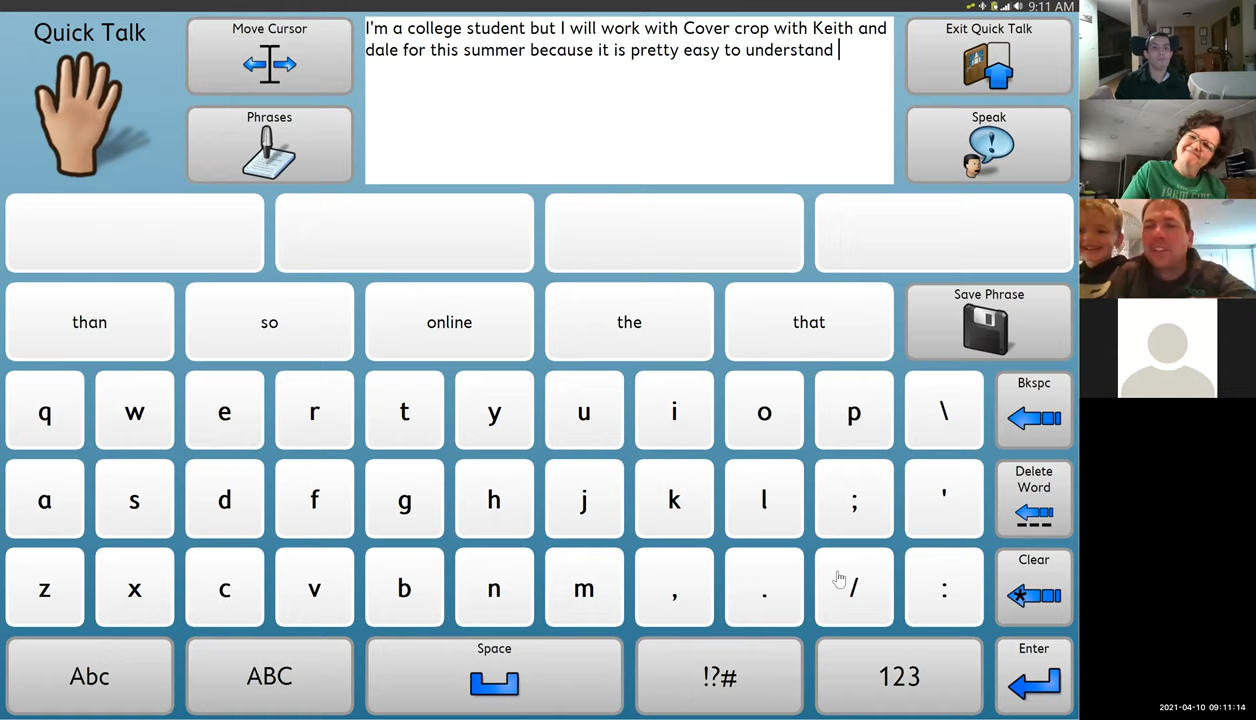 9:11 AM
Quick Talk
Move Cursor
I'm a college student but I will work with Cover crop with Keith and
dale for this summer because it is pretty easy to understand
Exit Quick Talk
Phrases
Speak
than so online the that
Save Phrase
q w e r t y u i o p \
Bkspc
a s d f g h j k l ; '
Delete
Word
z x c v b n m , . / :
Clear
Abc ABC
Space
!?# 123
Enter
2021-04-10 09:11:14